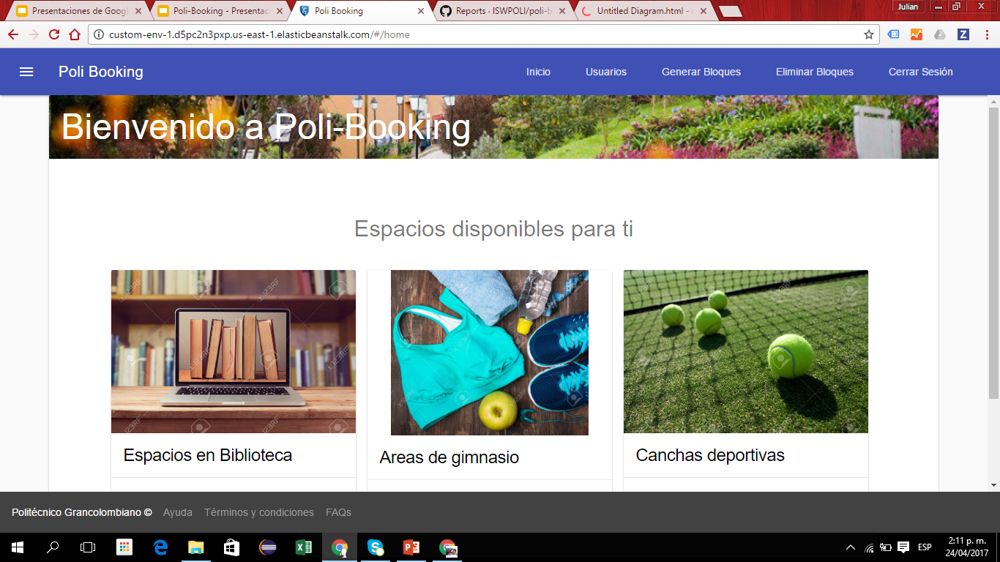 Presentaciones de Googl
Poli-Booking - Presentac
Poli Booking
Reports · ISWPOLI/poli-b
Untitled Diagram.html -
Julian
custom-env-1.d5pc2n3pxp.us-east-1.elasticbeanstalk.com/#/home
Poli Booking
Inicio
Usuarios
Generar Bloques
Eliminar Bloques
Cerrar Sesión
Bienvenido a Poli-Booking
Espacios disponibles para ti
123RF
Espacios en Biblioteca
Areas de gimnasio
Canchas deportivas
Politécnico Grancolombiano ©
Ayuda
Términos y condiciones
FAQs
ESP
2:11 p. m.
24/04/2017